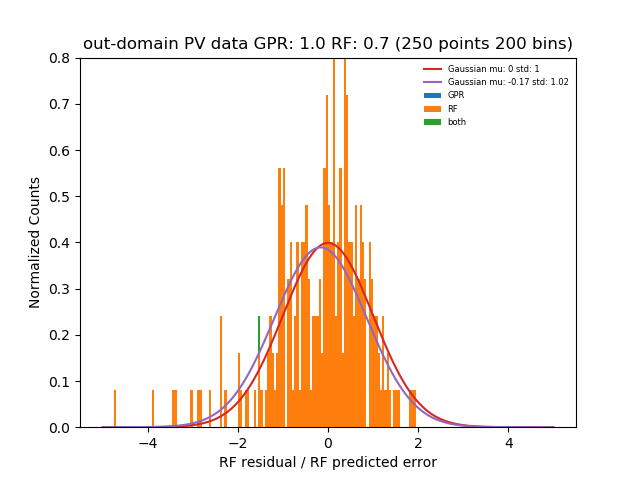 out-domain PV data GPR: 1.0 RF: 0.7 (250 points 200 bins)
Gaussian mu: 0 std: 1
Gaussian mu: -0.17 std: 1.02
GPR
RF
both
Normalized Counts
0.8
0.7
0.6
0.5
0.4
0.3
0.2
0.1
0.0
−4
−2
0
2
4
RF residual / RF predicted error